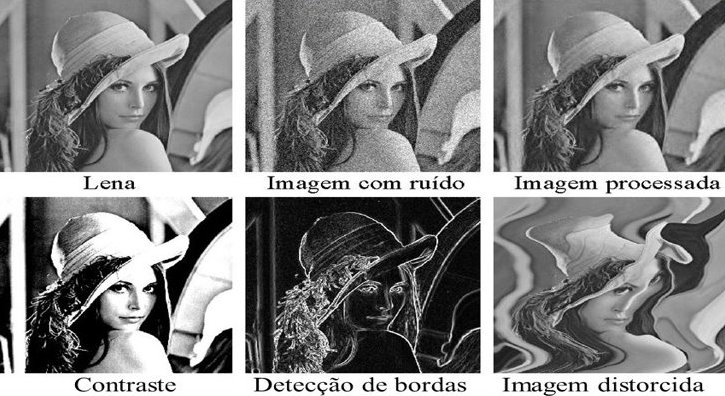 Lena
Imagem com ruído
Imagem processada
Contraste
Detecção de bordas
Imagem distorcida